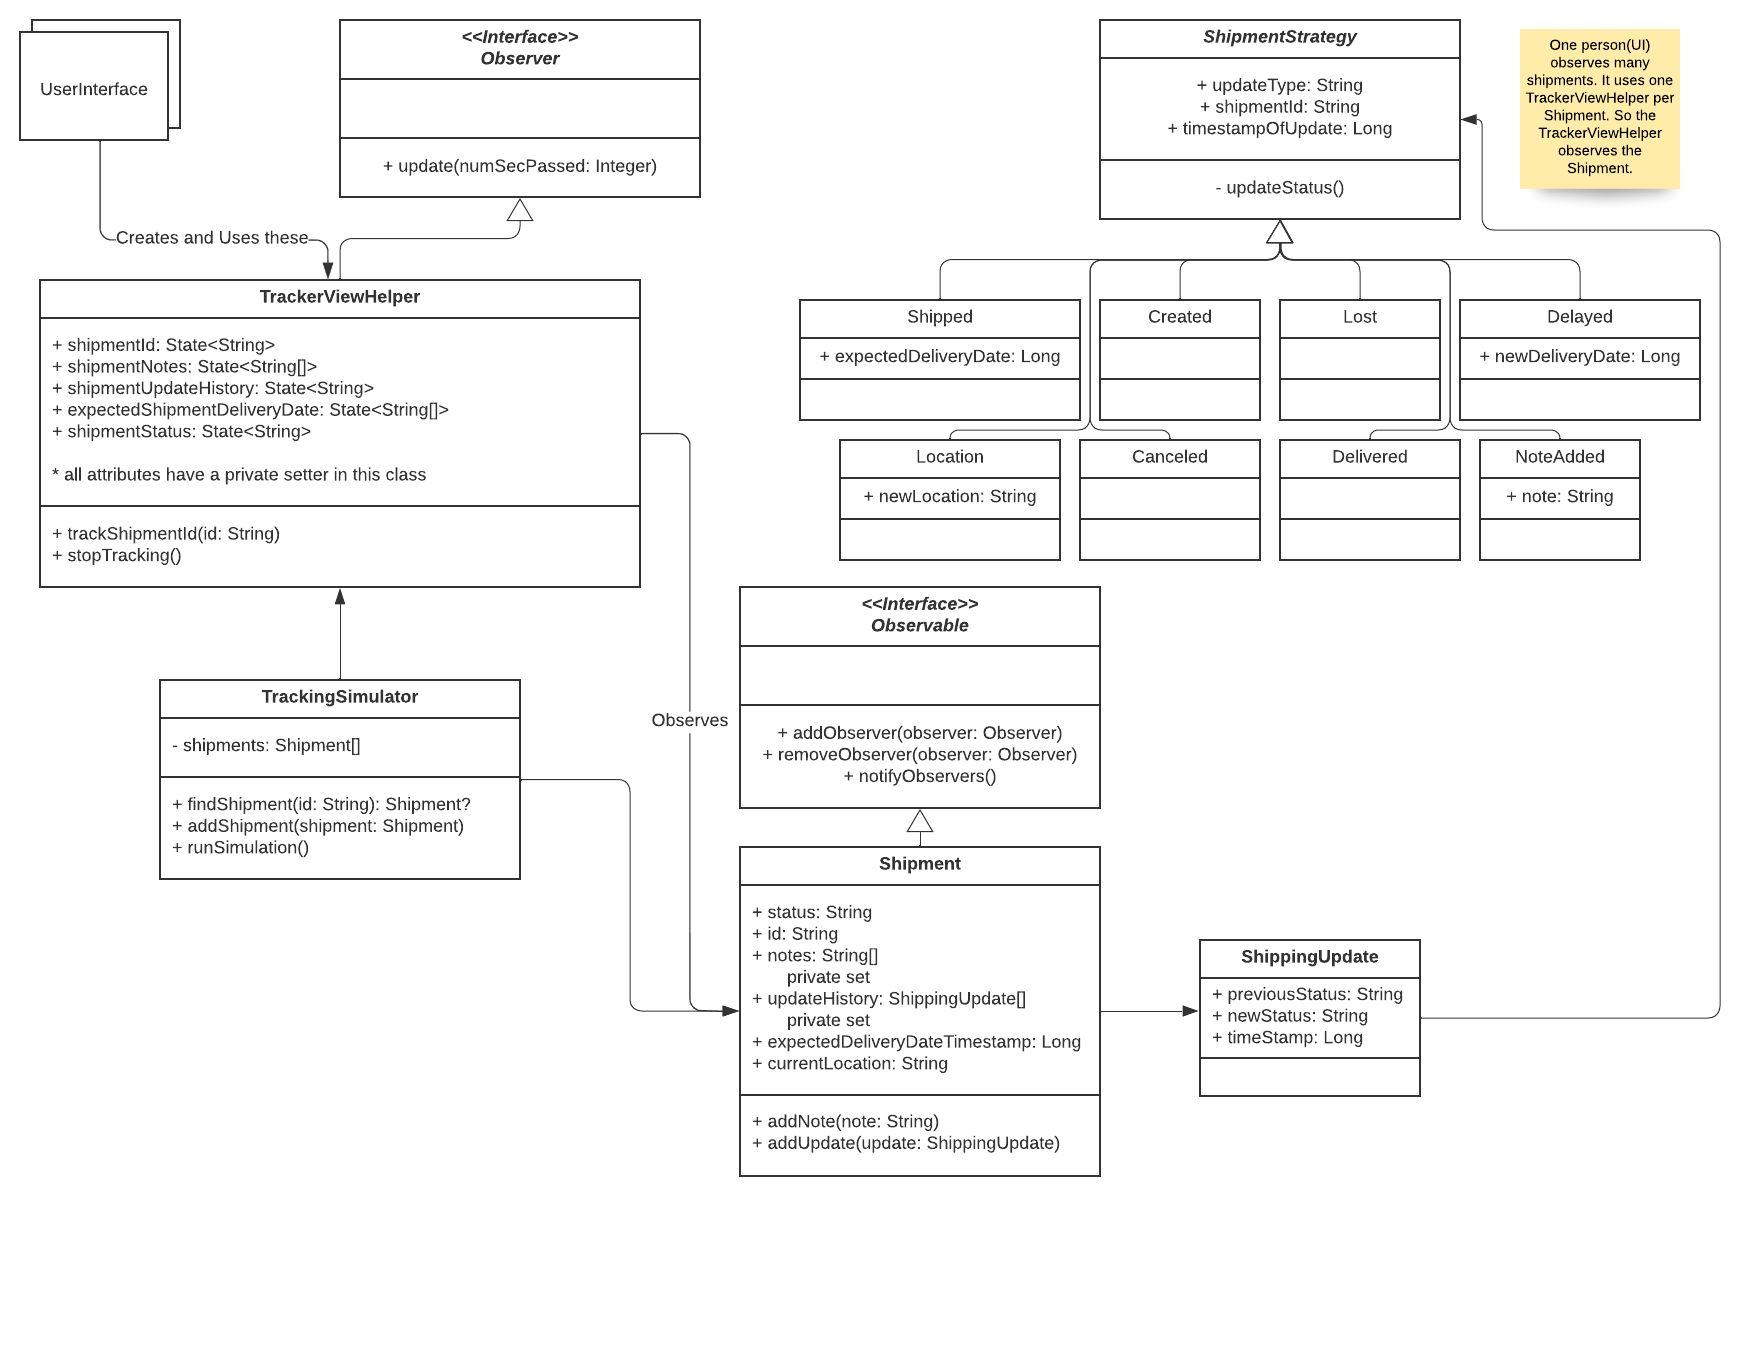 UserInterface
<<Interface>>
Observer
+ update(numSecPassed: Integer)
ShipmentStrategy
+ updateType: String
+ shipmentId: String
+ timestampOfUpdate: Long
- updateStatus()
One person(UI)
observes many
shipments. It uses one
TrackerViewHelper per
Shipment. So the
TrackerViewHelper
observes the
Shipment.
Creates and Uses these
TrackerViewHelper
+ shipmentId: State<String>
+ shipmentNotes: State<String[]>
+ shipmentUpdateHistory: State<String>
+ expectedShipmentDeliveryDate: State<String[]>
+ shipmentStatus: State<String>
* all attributes have a private setter in this class
+ trackShipmentId(id: String)
+ stopTracking()
Shipped
+ expectedDeliveryDate: Long
Created
Lost
Delayed
+ newDeliveryDate: Long
Location
+ newLocation: String
Canceled
Delivered
NoteAdded
+ note: String
<<Interface>>
Observable
+ addObserver(observer: Observer)
+ removeObserver(observer: Observer)
+ notifyObservers()
Observes
TrackingSimulator
- shipments: Shipment[]
+ findShipment(id: String): Shipment?
+ addShipment(shipment: Shipment)
+ runSimulation()
Shipment
+ status: String
+ id: String
+ notes: String[]
private set
+ updateHistory: ShippingUpdate[]
private set
+ expectedDeliveryDateTimestamp: Long
+ currentLocation: String
+ addNote(note: String)
+ addUpdate(update: ShippingUpdate)
ShippingUpdate
+ previousStatus: String
+ newStatus: String
+ timeStamp: Long